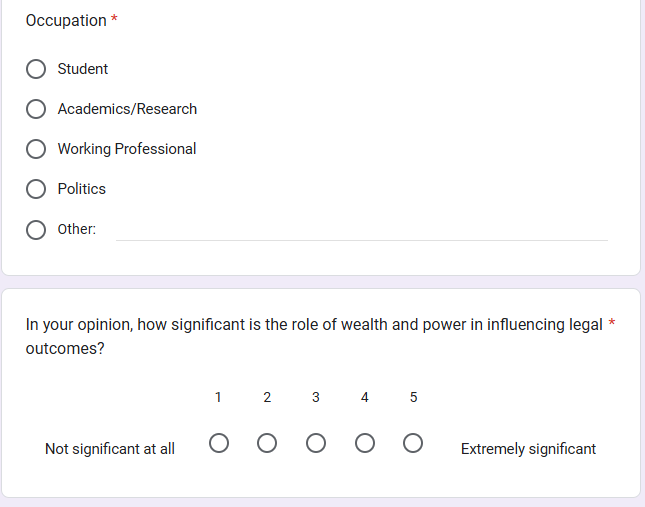 Occupation *
Student
Academics/Research
Working Professional
Politics
Other:
In your opinion, how significant is the role of wealth and power in influencing legal *
outcomes?
1 2 3 4 5
Not significant at all Extremely significant